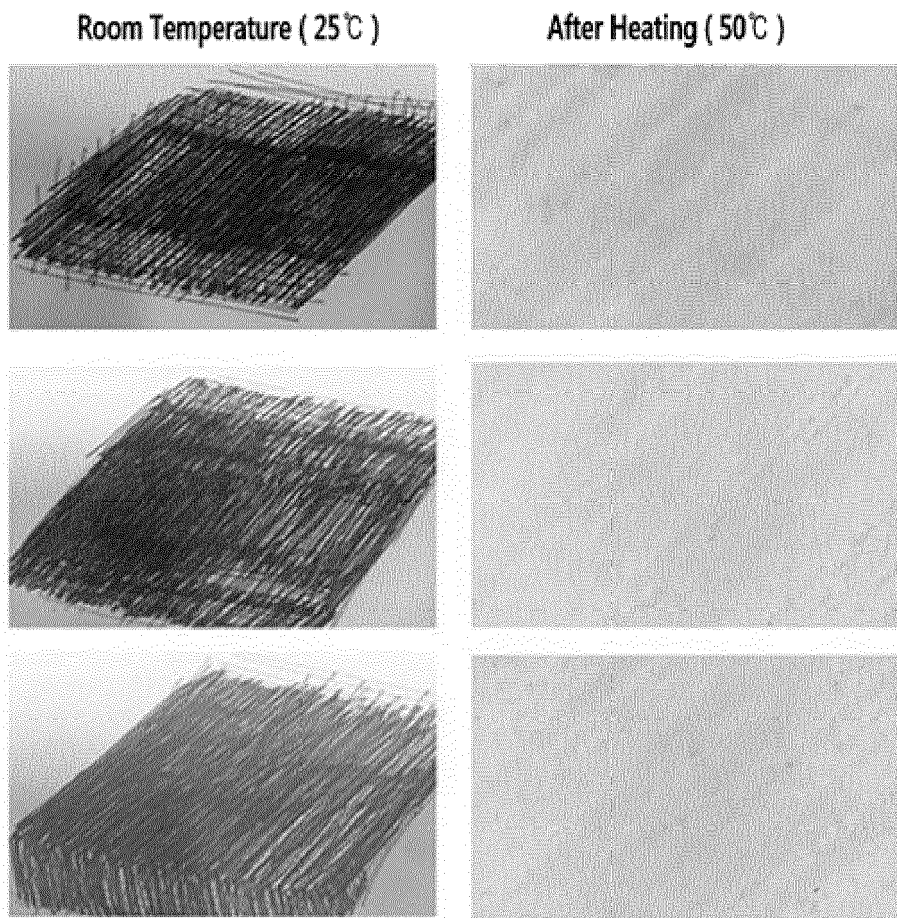 Room Temperature ( 25℃ )
After Heating ( 50℃ )